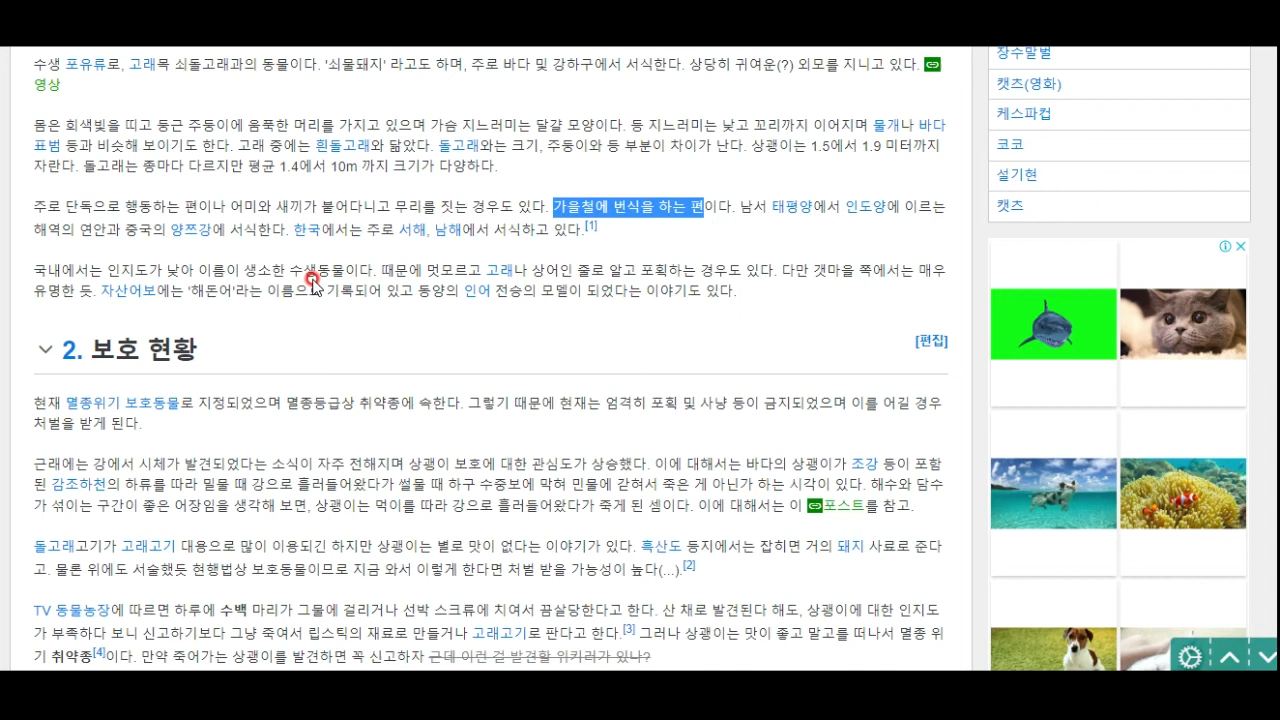 수생 포유류로, 고래목 쇠돌고래과의 동물이다. '쇠물돼지' 라고도 하며, 주로 바다 및 강하구에서 서식한다. 상당히 귀여운(?) 외모를 지니고 있다.
영상
몸은 회색빛을 띠고 둥근 주둥이에 움푹한 머리를 가지고 있으며 가슴 지느러미는 달걀 모양이다. 등 지느러미는 낮고 꼬리까지 이어지며 물개나 바다
표범 등과 비슷해 보이기도 한다. 고래 중에는 흰돌고래와 닮았다. 돌고래와는 크기, 주둥이와 등 부분이 차이가 난다. 상괭이는 1.5에서 1.9 미터까지
자란다. 돌고래는 종마다 다르지만 평균 1.4에서 10m 까지 크기가 다양하다.
주로 단독으로 행동하는 편이나 어미와 새끼가 붙어다니고 무리를 짓는 경우도 있다. 가을철에 번식을 하는 편이다. 남서 태평양에서 인도양에 이르는
해역의 연안과 중국의 양쯔강에 서식한다. 한국에서는 주로 서해, 남해에서 서식하고 있다.[1]
국내에서는 인지도가 낮아 이름이 생소한 수생동물이다. 때문에 멋모르고 고래나 상어인 줄로 알고 포획하는 경우도 있다. 다만 갯마을 쪽에서는 매우
유명한 듯. 자산어보에는 '해돈어'라는 이름으로 기록되어 있고 동양의 인어 전승의 모델이 되었다는 이야기도 있다.
2. 보호 현황
[편집]
현재 멸종위기 보호동물로 지정되었으며 멸종등급상 취약종에 속한다. 그렇기 때문에 현재는 엄격히 포획 및 사냥 등이 금지되었으며 이를 어길 경우
처벌을 받게 된다.
근래에는 강에서 시체가 발견되었다는 소식이 자주 전해지며 상괭이 보호에 대한 관심도가 상승했다. 이에 대해서는 바다의 상괭이가 조강 등이 포함
된 감조하천의 하류를 따라 밀물 때 강으로 흘러들어왔다가 썰물 때 하구 수중보에 막혀 민물에 갇혀서 죽은 게 아닌가 하는 시각이 있다. 해수와 담수
가 섞이는 구간이 좋은 어장임을 생각해 보면, 상괭이는 먹이를 따라 강으로 흘러들어왔다가 죽게 된 셈이다. 이에 대해서는 이 포스트를 참고.
돌고래고기가 고래고기 대용으로 많이 이용되긴 하지만 상괭이는 별로 맛이 없다는 이야기가 있다. 흑산도 등지에서는 잡히면 거의 돼지 사료로 준다
고. 물론 위에도 서술했듯 현행법상 보호동물이므로 지금 와서 이렇게 한다면 처벌 받을 가능성이 높다(...).[2]
TV 동물농장에 따르면 하루에 수백 마리가 그물에 걸리거나 선박 스크류에 치여서 끔살당한다고 한다. 산 채로 발견된다 해도, 상괭이에 대한 인지도
가 부족하다 보니 신고하기보다 그냥 죽여서 립스틱의 재료로 만들거나 고래고기로 판다고 한다.[3] 그러나 상괭이는 맛이 좋고 말고를 떠나서 멸종 위
기 취약종[4]이다. 만약 죽어가는 상괭이를 발견하면 꼭 신고하자 근데 이런 걸 발견할 위키러가 있나?
장수말벌
캣츠(영화)
케스파컵
코코
설기현
캣츠